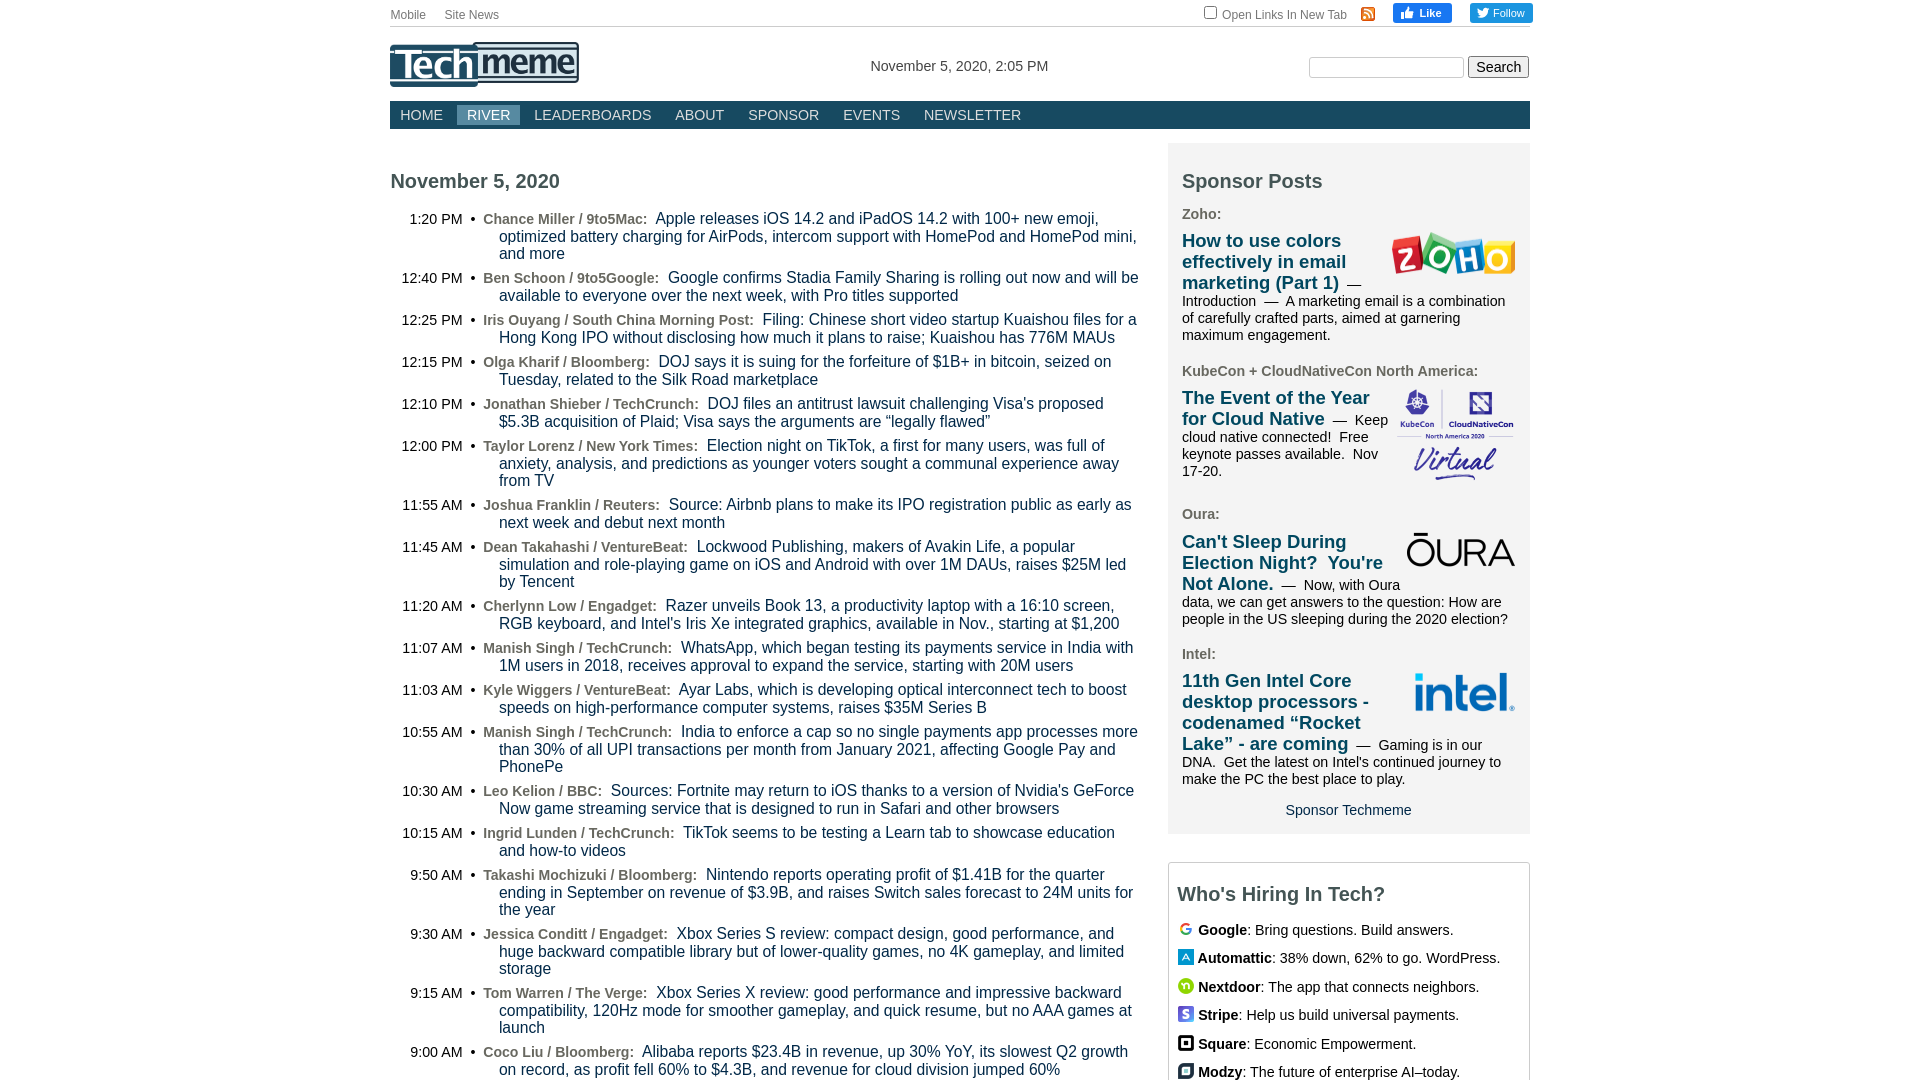 Mobile Site News
Open Links In New Tab Like Follow
Techmeme
November 5, 2020, 2:05 PM
Search
HOME RIVER LEADERBOARDS ABOUT SPONSOR EVENTS NEWSLETTER
November 5, 2020
1:20 PM • Chance Miller / 9to5Mac: Apple releases iOS 14.2 and iPadOS 14.2 with 100+ new emoji,
optimized battery charging for AirPods, intercom support with HomePod and HomePod mini,
and more
12:40 PM • Ben Schoon / 9to5Google: Google confirms Stadia Family Sharing is rolling out now and will be
available to everyone over the next week, with Pro titles supported
12:25 PM • Iris Ouyang / South China Morning Post: Filing: Chinese short video startup Kuaishou files for a
Hong Kong IPO without disclosing how much it plans to raise; Kuaishou has 776M MAUs
12:15 PM • Olga Kharif / Bloomberg: DOJ says it is suing for the forfeiture of $1B+ in bitcoin, seized on
Tuesday, related to the Silk Road marketplace
12:10 PM • Jonathan Shieber / TechCrunch: DOJ files an antitrust lawsuit challenging Visa's proposed
$5.3B acquisition of Plaid; Visa says the arguments are “legally flawed”
12:00 PM • Taylor Lorenz / New York Times: Election night on TikTok, a first for many users, was full of
anxiety, analysis, and predictions as younger voters sought a communal experience away
from TV
11:55 AM • Joshua Franklin / Reuters: Source: Airbnb plans to make its IPO registration public as early as
next week and debut next month
11:45 AM • Dean Takahashi / VentureBeat: Lockwood Publishing, makers of Avakin Life, a popular
simulation and role-playing game on iOS and Android with over 1M DAUs, raises $25M led
by Tencent
11:20 AM • Cherlynn Low / Engadget: Razer unveils Book 13, a productivity laptop with a 16:10 screen,
RGB keyboard, and Intel's Iris Xe integrated graphics, available in Nov., starting at $1,200
11:07 AM • Manish Singh / TechCrunch: WhatsApp, which began testing its payments service in India with
1M users in 2018, receives approval to expand the service, starting with 20M users
11:03 AM • Kyle Wiggers / VentureBeat: Ayar Labs, which is developing optical interconnect tech to boost
speeds on high-performance computer systems, raises $35M Series B
10:55 AM • Manish Singh / TechCrunch: India to enforce a cap so no single payments app processes more
than 30% of all UPI transactions per month from January 2021, affecting Google Pay and
PhonePe
10:30 AM • Leo Kelion / BBC: Sources: Fortnite may return to iOS thanks to a version of Nvidia's GeForce
Now game streaming service that is designed to run in Safari and other browsers
10:15 AM • Ingrid Lunden / TechCrunch: TikTok seems to be testing a Learn tab to showcase education
and how-to videos
9:50 AM • Takashi Mochizuki / Bloomberg: Nintendo reports operating profit of $1.41B for the quarter
ending in September on revenue of $3.9B, and raises Switch sales forecast to 24M units for
the year
9:30 AM • Jessica Conditt / Engadget: Xbox Series S review: compact design, good performance, and
huge backward compatible library but of lower-quality games, no 4K gameplay, and limited
storage
9:15 AM • Tom Warren / The Verge: Xbox Series X review: good performance and impressive backward
compatibility, 120Hz mode for smoother gameplay, and quick resume, but no AAA games at
launch
9:00 AM • Coco Liu / Bloomberg: Alibaba reports $23.4B in revenue, up 30% YoY, its slowest Q2 growth
on record, as profit fell 60% to $4.3B, and revenue for cloud division jumped 60%
Sponsor Posts
Zoho:
How to use colors
effectively in email
marketing (Part 1) —
Introduction — A marketing email is a combination
of carefully crafted parts, aimed at garnering
maximum engagement.
ZOHO
KubeCon + CloudNativeCon North America:
The Event of the Year
for Cloud Native — Keep
cloud native connected! Free
keynote passes available. Nov
17-20.
KubeCon CloudNativeCon
North America 2020
Virtual
Oura:
Can't Sleep During
Election Night? You're
Not Alone. — Now, with Oura
data, we can get answers to the question: How are
people in the US sleeping during the 2020 election?
ŌURA
Intel:
11th Gen Intel Core
desktop processors -
codenamed “Rocket
Lake” - are coming — Gaming is in our
DNA. Get the latest on Intel's continued journey to
make the PC the best place to play.
intel®
Sponsor Techmeme
Who's Hiring In Tech?
Google: Bring questions. Build answers.
Automattic: 38% down, 62% to go. WordPress.
Nextdoor: The app that connects neighbors.
Stripe: Help us build universal payments.
Square: Economic Empowerment.
Modzy: The future of enterprise AI–today.